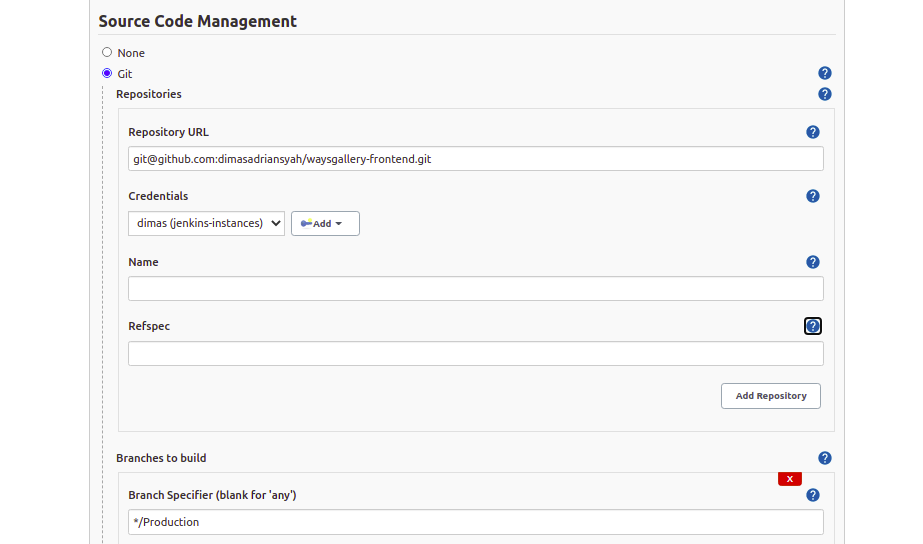 Source Code Management
None
Git
Repositories
Repository URL
git@github.com:dimasadriansyah/waysgallery-frontend.git
Credentials
dimas (jenkins-instances)
Add
Name
Refspec
Add Repository
Branches to build
X
Branch Specifier (blank for 'any')
*/Production